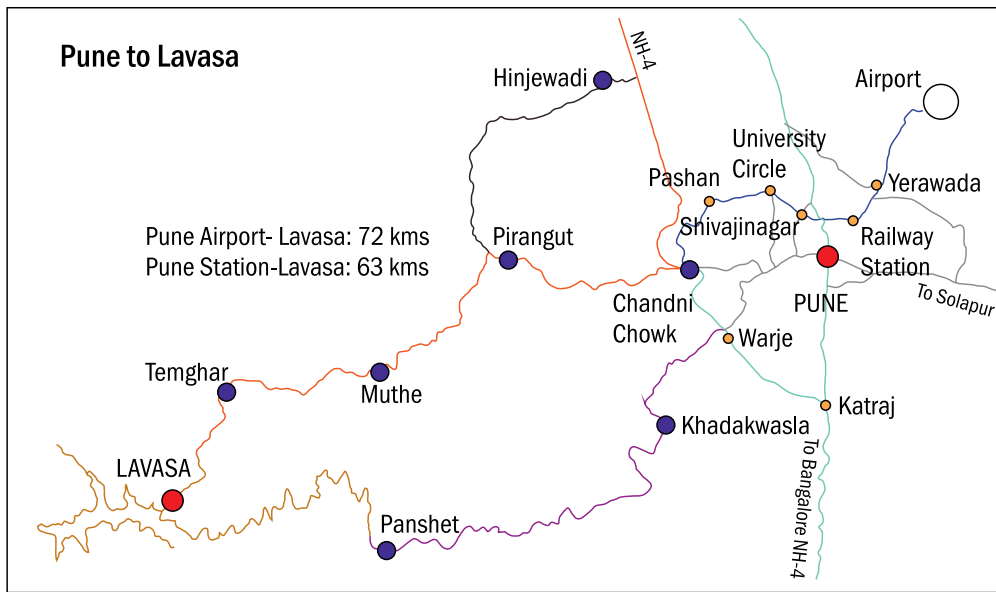 Pune to Lavasa
NH-4
Hinjewadi
Airport
University
Circle
Pashan
Yerawada
Shivajinagar
Pune Airport- Lavasa: 72 kms
Pune Station-Lavasa: 63 kms
Pirangut
Railway
Station
To Solapur
Chandni
Chowk
PUNE
Warje
Temghar
Muthe
Katraj
Khadakwasla
LAVASA
To Bangalore NH-4
Panshet